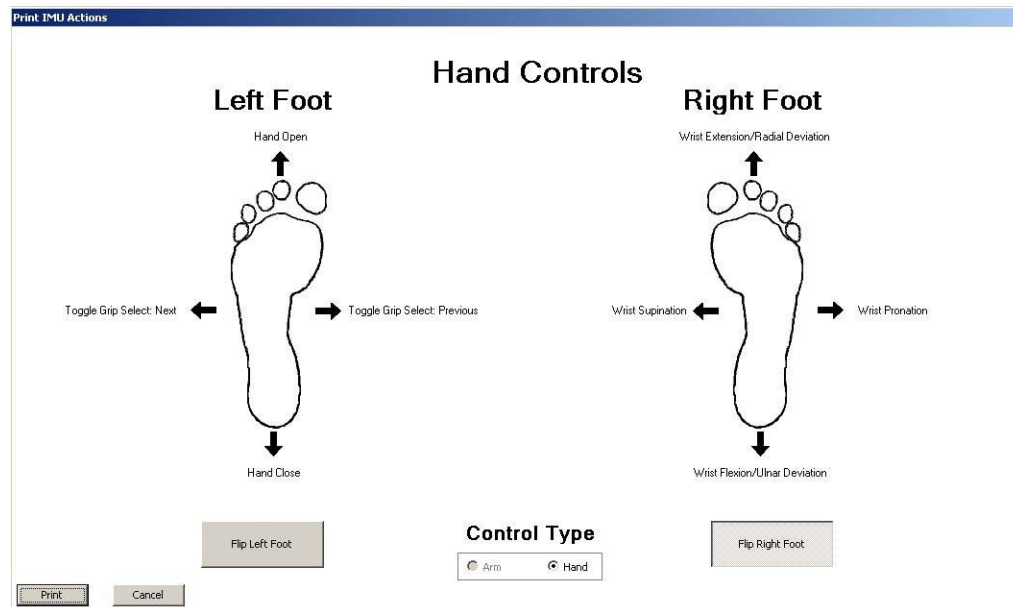 Print IMU Actions
Hand Controls
Left Foot
Right Foot
Hand Open
Wrist Extension/Radial Deviation
Toggle Grip Select: Next
Toggle Grip Select: Previous
Wrist Supination
Wrist Pronation
Hand Close
Wrist Flexion/Ulnar Deviation
Flip Left Foot
Control Type
Flip Right Foot
Arm
Hand
Print
Cancel